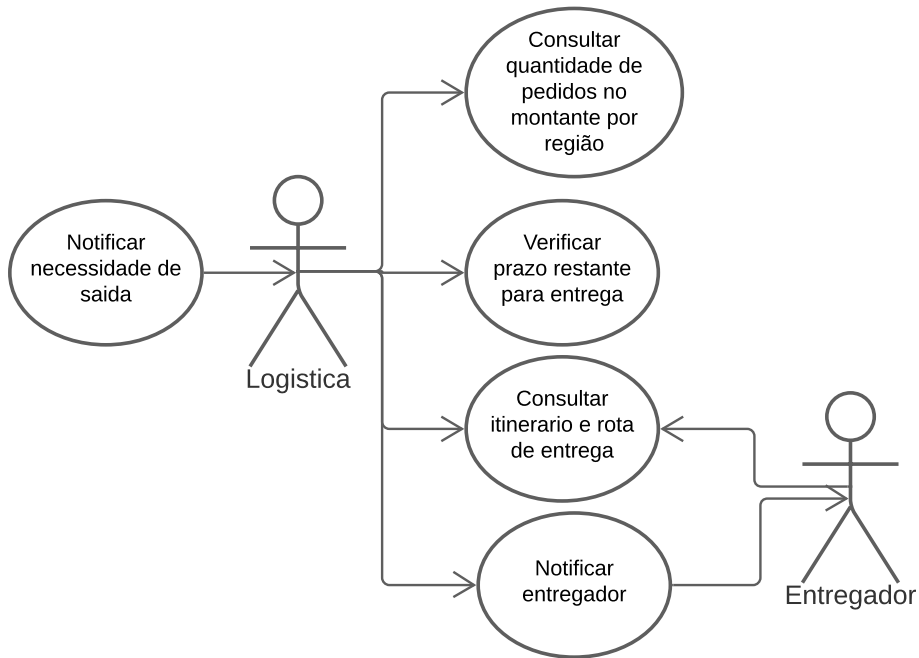 Consultar
quantidade de
pedidos no
montante por
região
Notificar
necessidade de
saida
Logistica
Verificar
prazo restante
para entrega
Consultar
itinerario e rota
de entrega
Notificar
entregador
Entregador